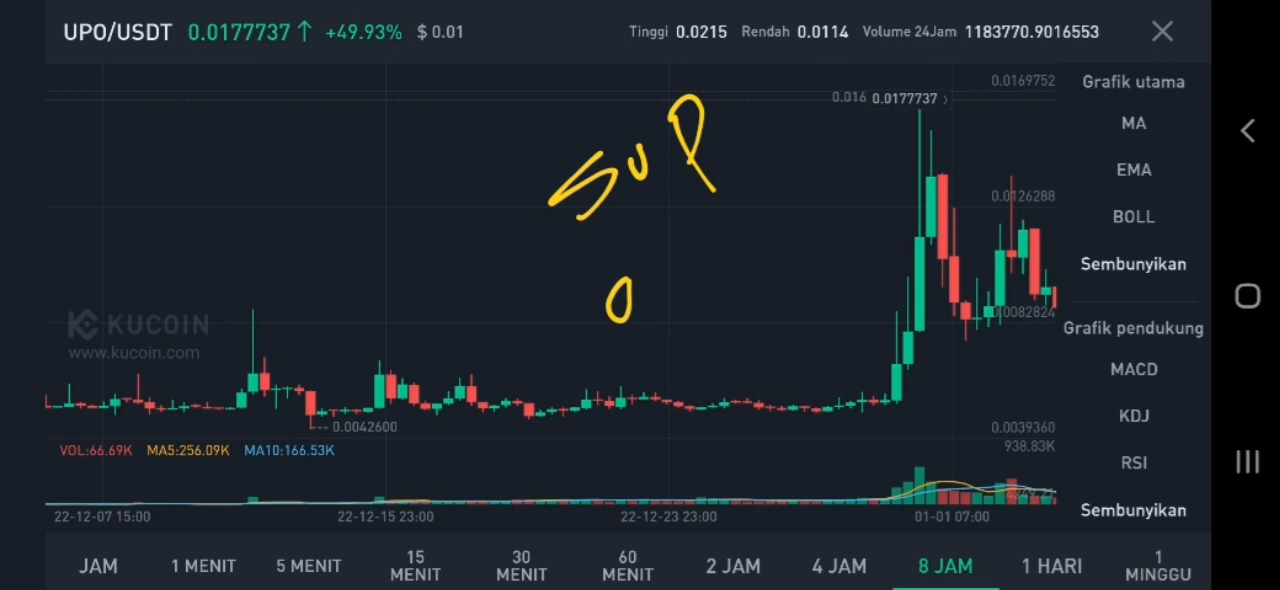 UPO/USDT 0.0177737↑ +49.93% $ 0.01 Tinggi 0.0215 Rendah 0.0114 Volume 24Jam 1183770.9016553
0.0169752 Grafik utama
0.016 0.0177737
MA
SUP
EMA
0.0126288
BOLL
Sembunyikan
O
0.0082824
KUCOIN
Grafik pendukung
www.kucoin.com
MACD
KDJ
0.0042600
0.0039360
VOL:66.69K MA5:256.09K MA10:166.53K
938.83K
RSI
Sembunyikan
22-12-07 15:00 22-12-15 23:00 22-12-23 23:00 01-01 07:00
JAM 1 MENIT 5 MENIT 15 MENIT 30 MENIT 60 MENIT 2 JAM 4 JAM 8 JAM 1 HARI 1 MINGGU